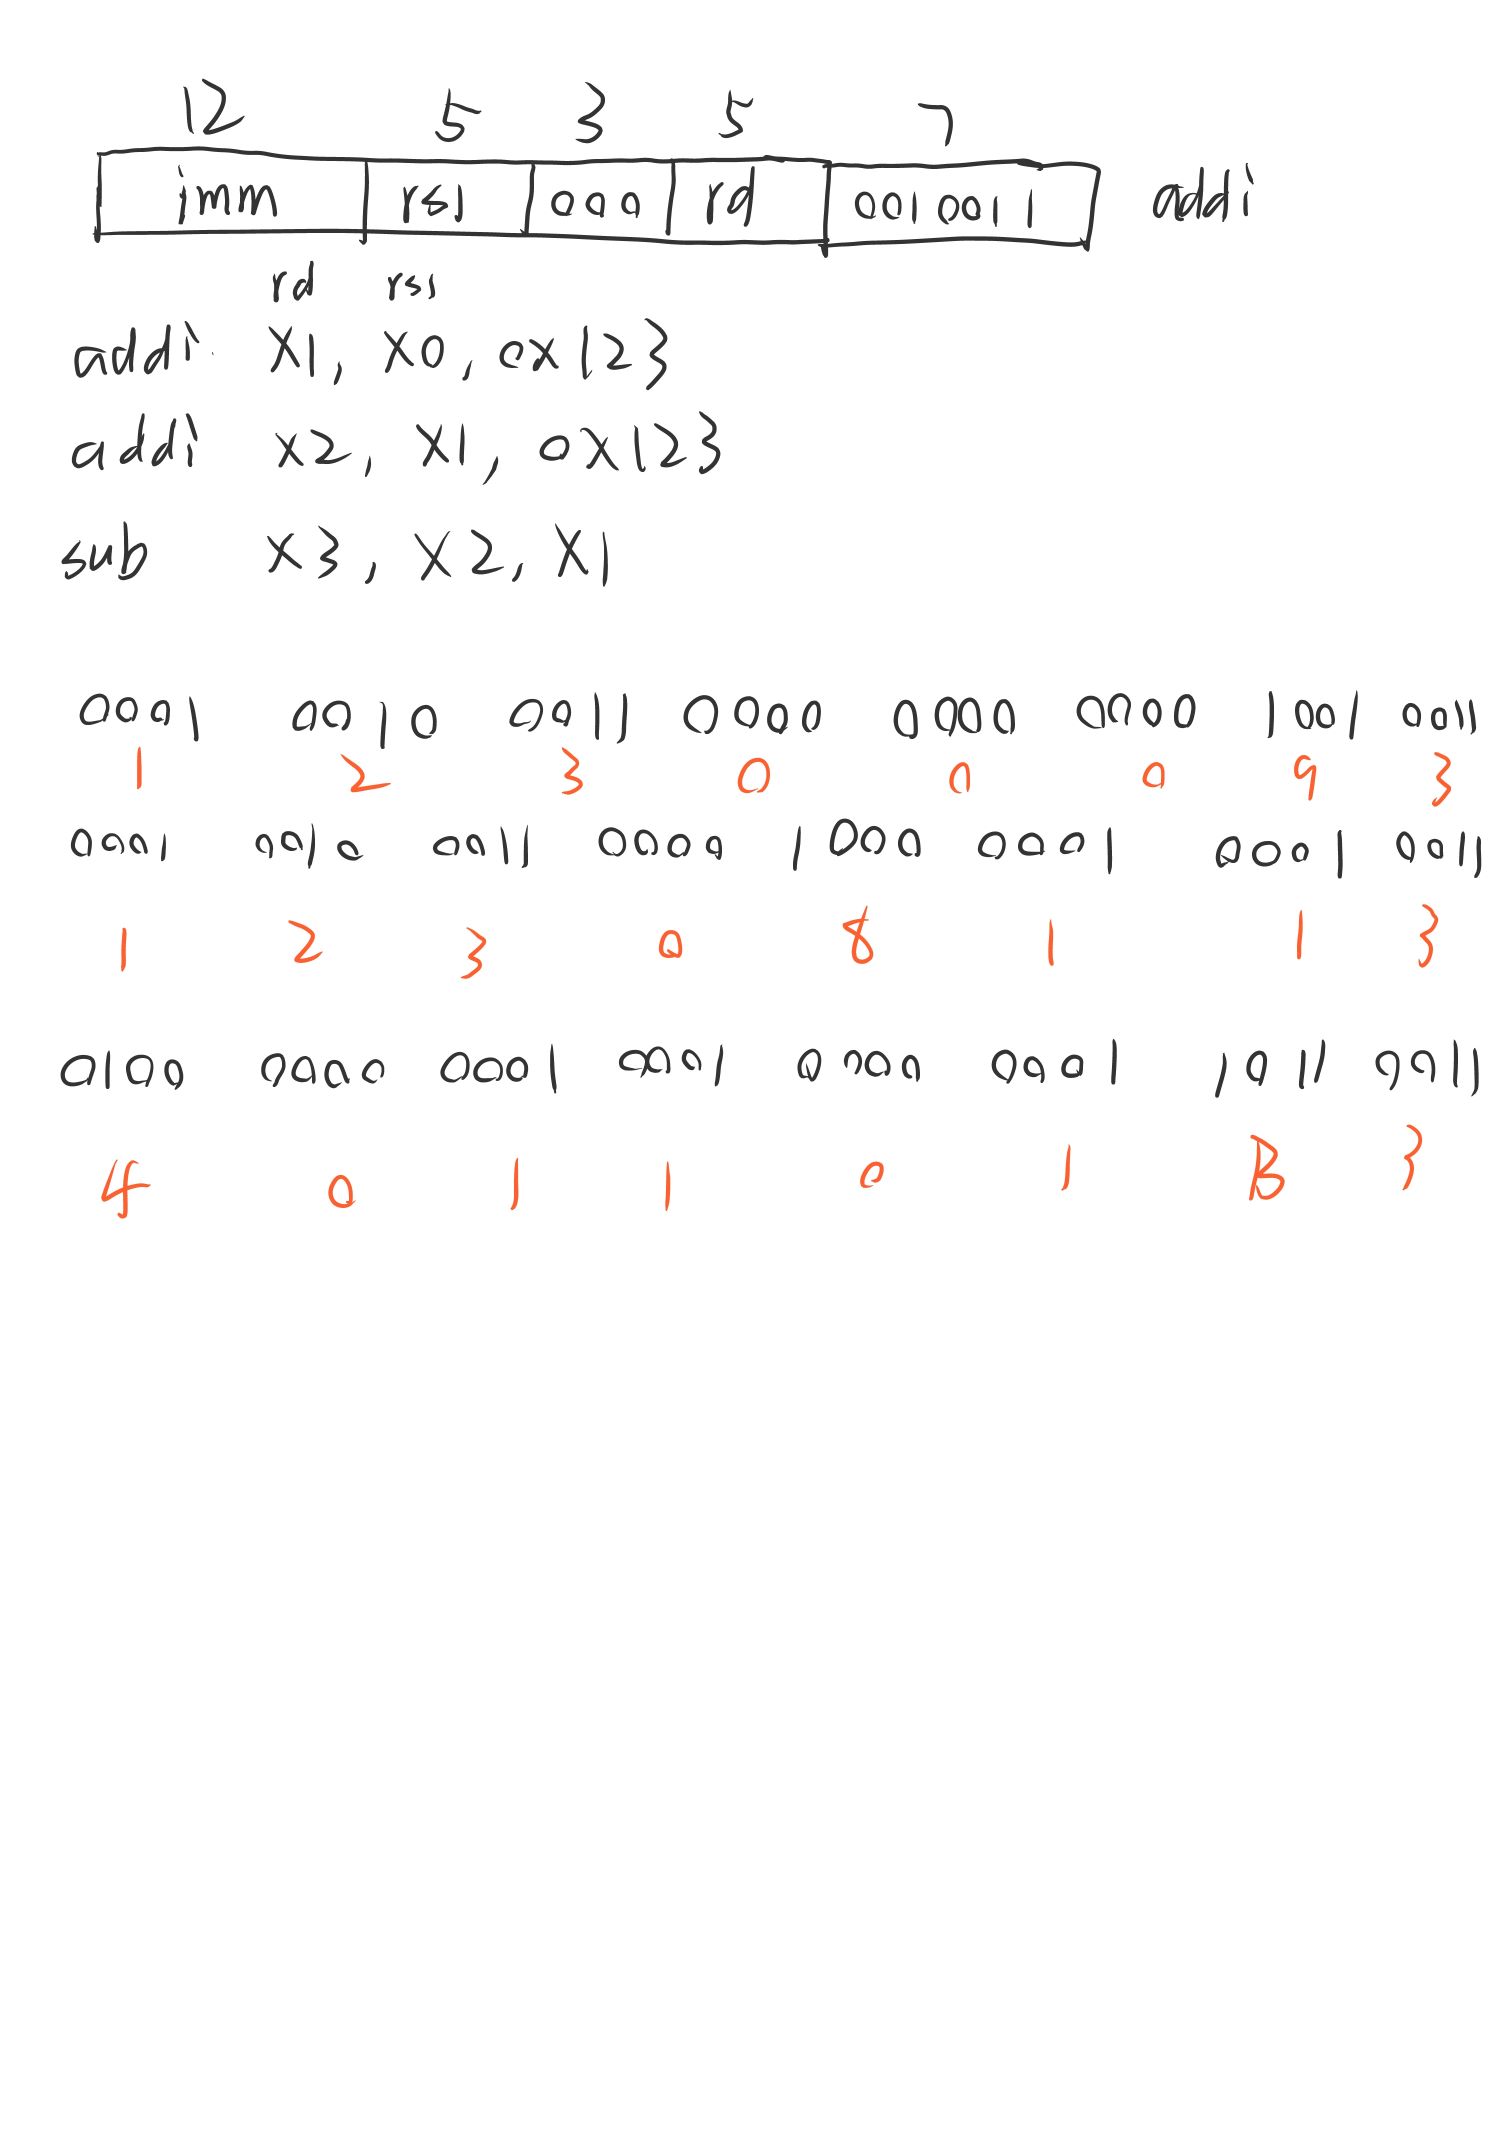 12 5 3 5 7
imm rs1 000 rd 0010011 addi
rd rs1
addi X1, X0, 0x123
addi x2, X1, 0x123
sub X3, X2, X1
0001 0010 0011 0000 0000 0000 1001 0011
1 2 3 0 0 0 9 3
0001 0010 0011 0000 1000 0001 0001 0011
1 2 3 0 8 1 1 3
0100 0000 0001 0001 0000 0001 1011 0011
4 0 1 1 0 1 B 3